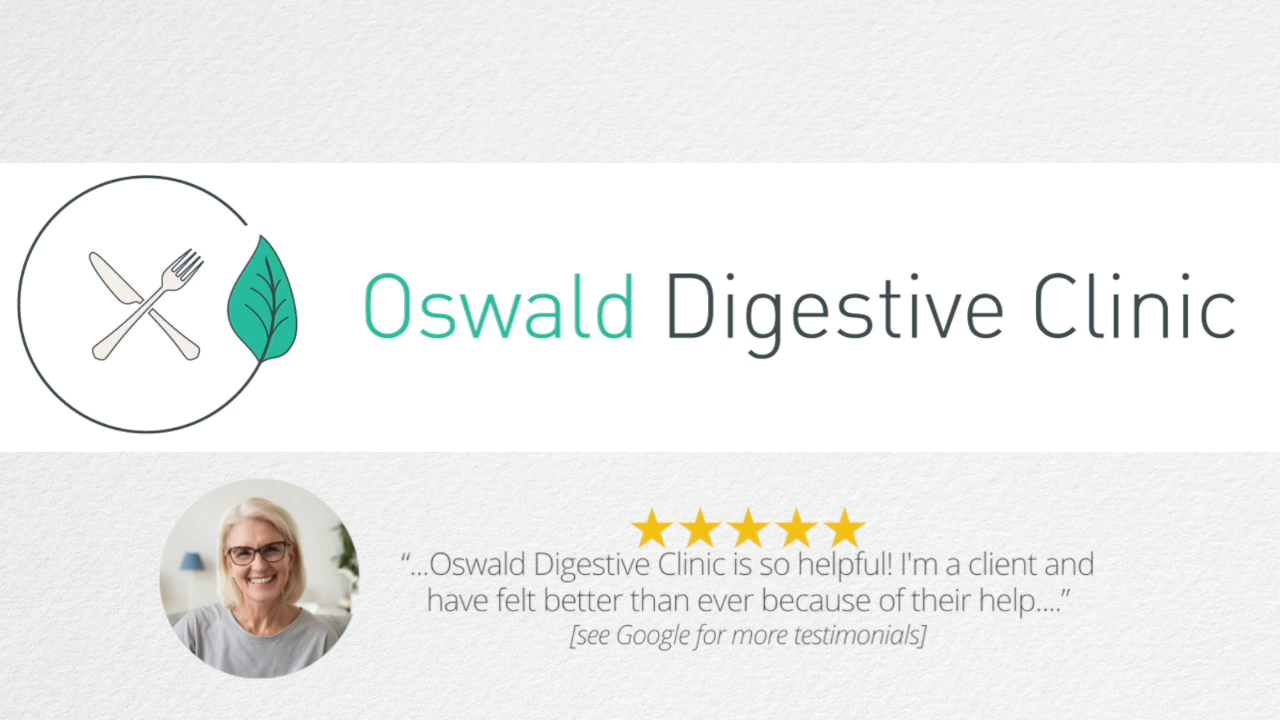 Oswald Digestive Clinic
“...Oswald Digestive Clinic is so helpful! I'm a client and
have felt better than ever because of their help....”
[see Google for more testimonials]